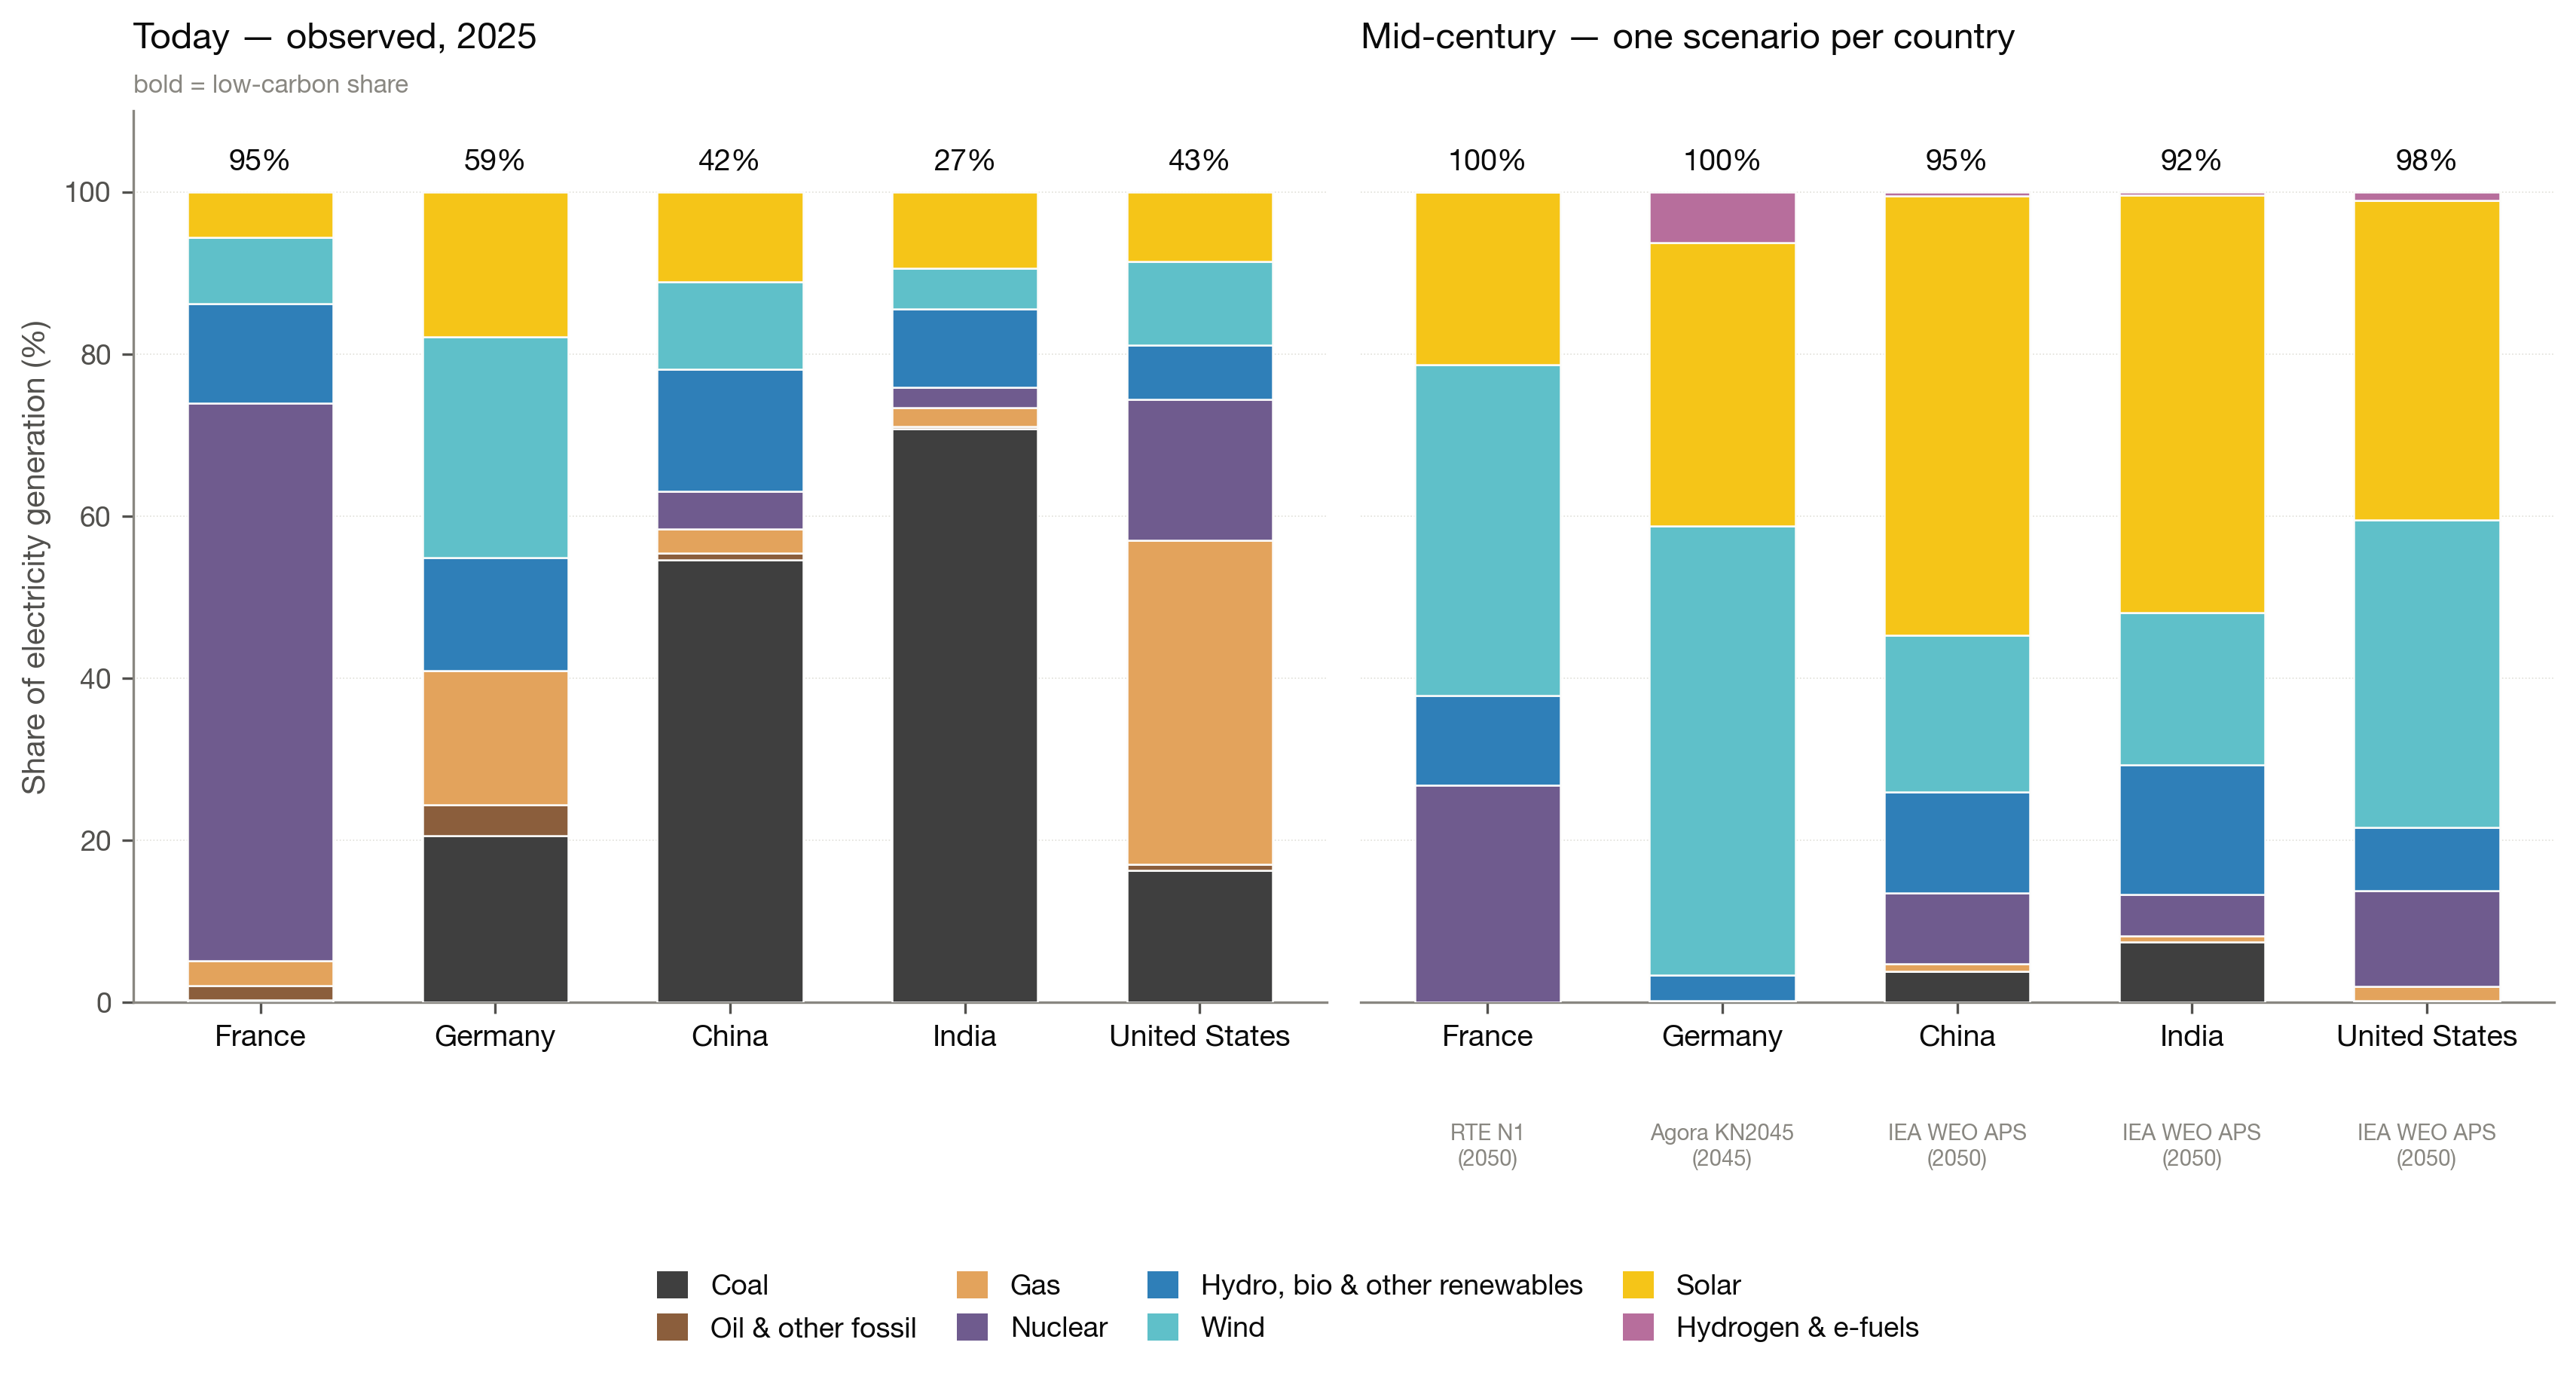 Today — observed, 2025
bold = low-carbon share
Mid-century — one scenario per country
Share of electricity generation (%)
100
80
60
40
20
0
95%
59%
42%
27%
43%
100%
100%
95%
92%
98%
France
Germany
China
India
United States
France
Germany
China
India
United States
RTE N1
(2050)
Agora KN2045
(2045)
IEA WEO APS
(2050)
IEA WEO APS
(2050)
IEA WEO APS
(2050)
Coal
Oil & other fossil
Gas
Nuclear
Hydro, bio & other renewables
Wind
Solar
Hydrogen & e-fuels